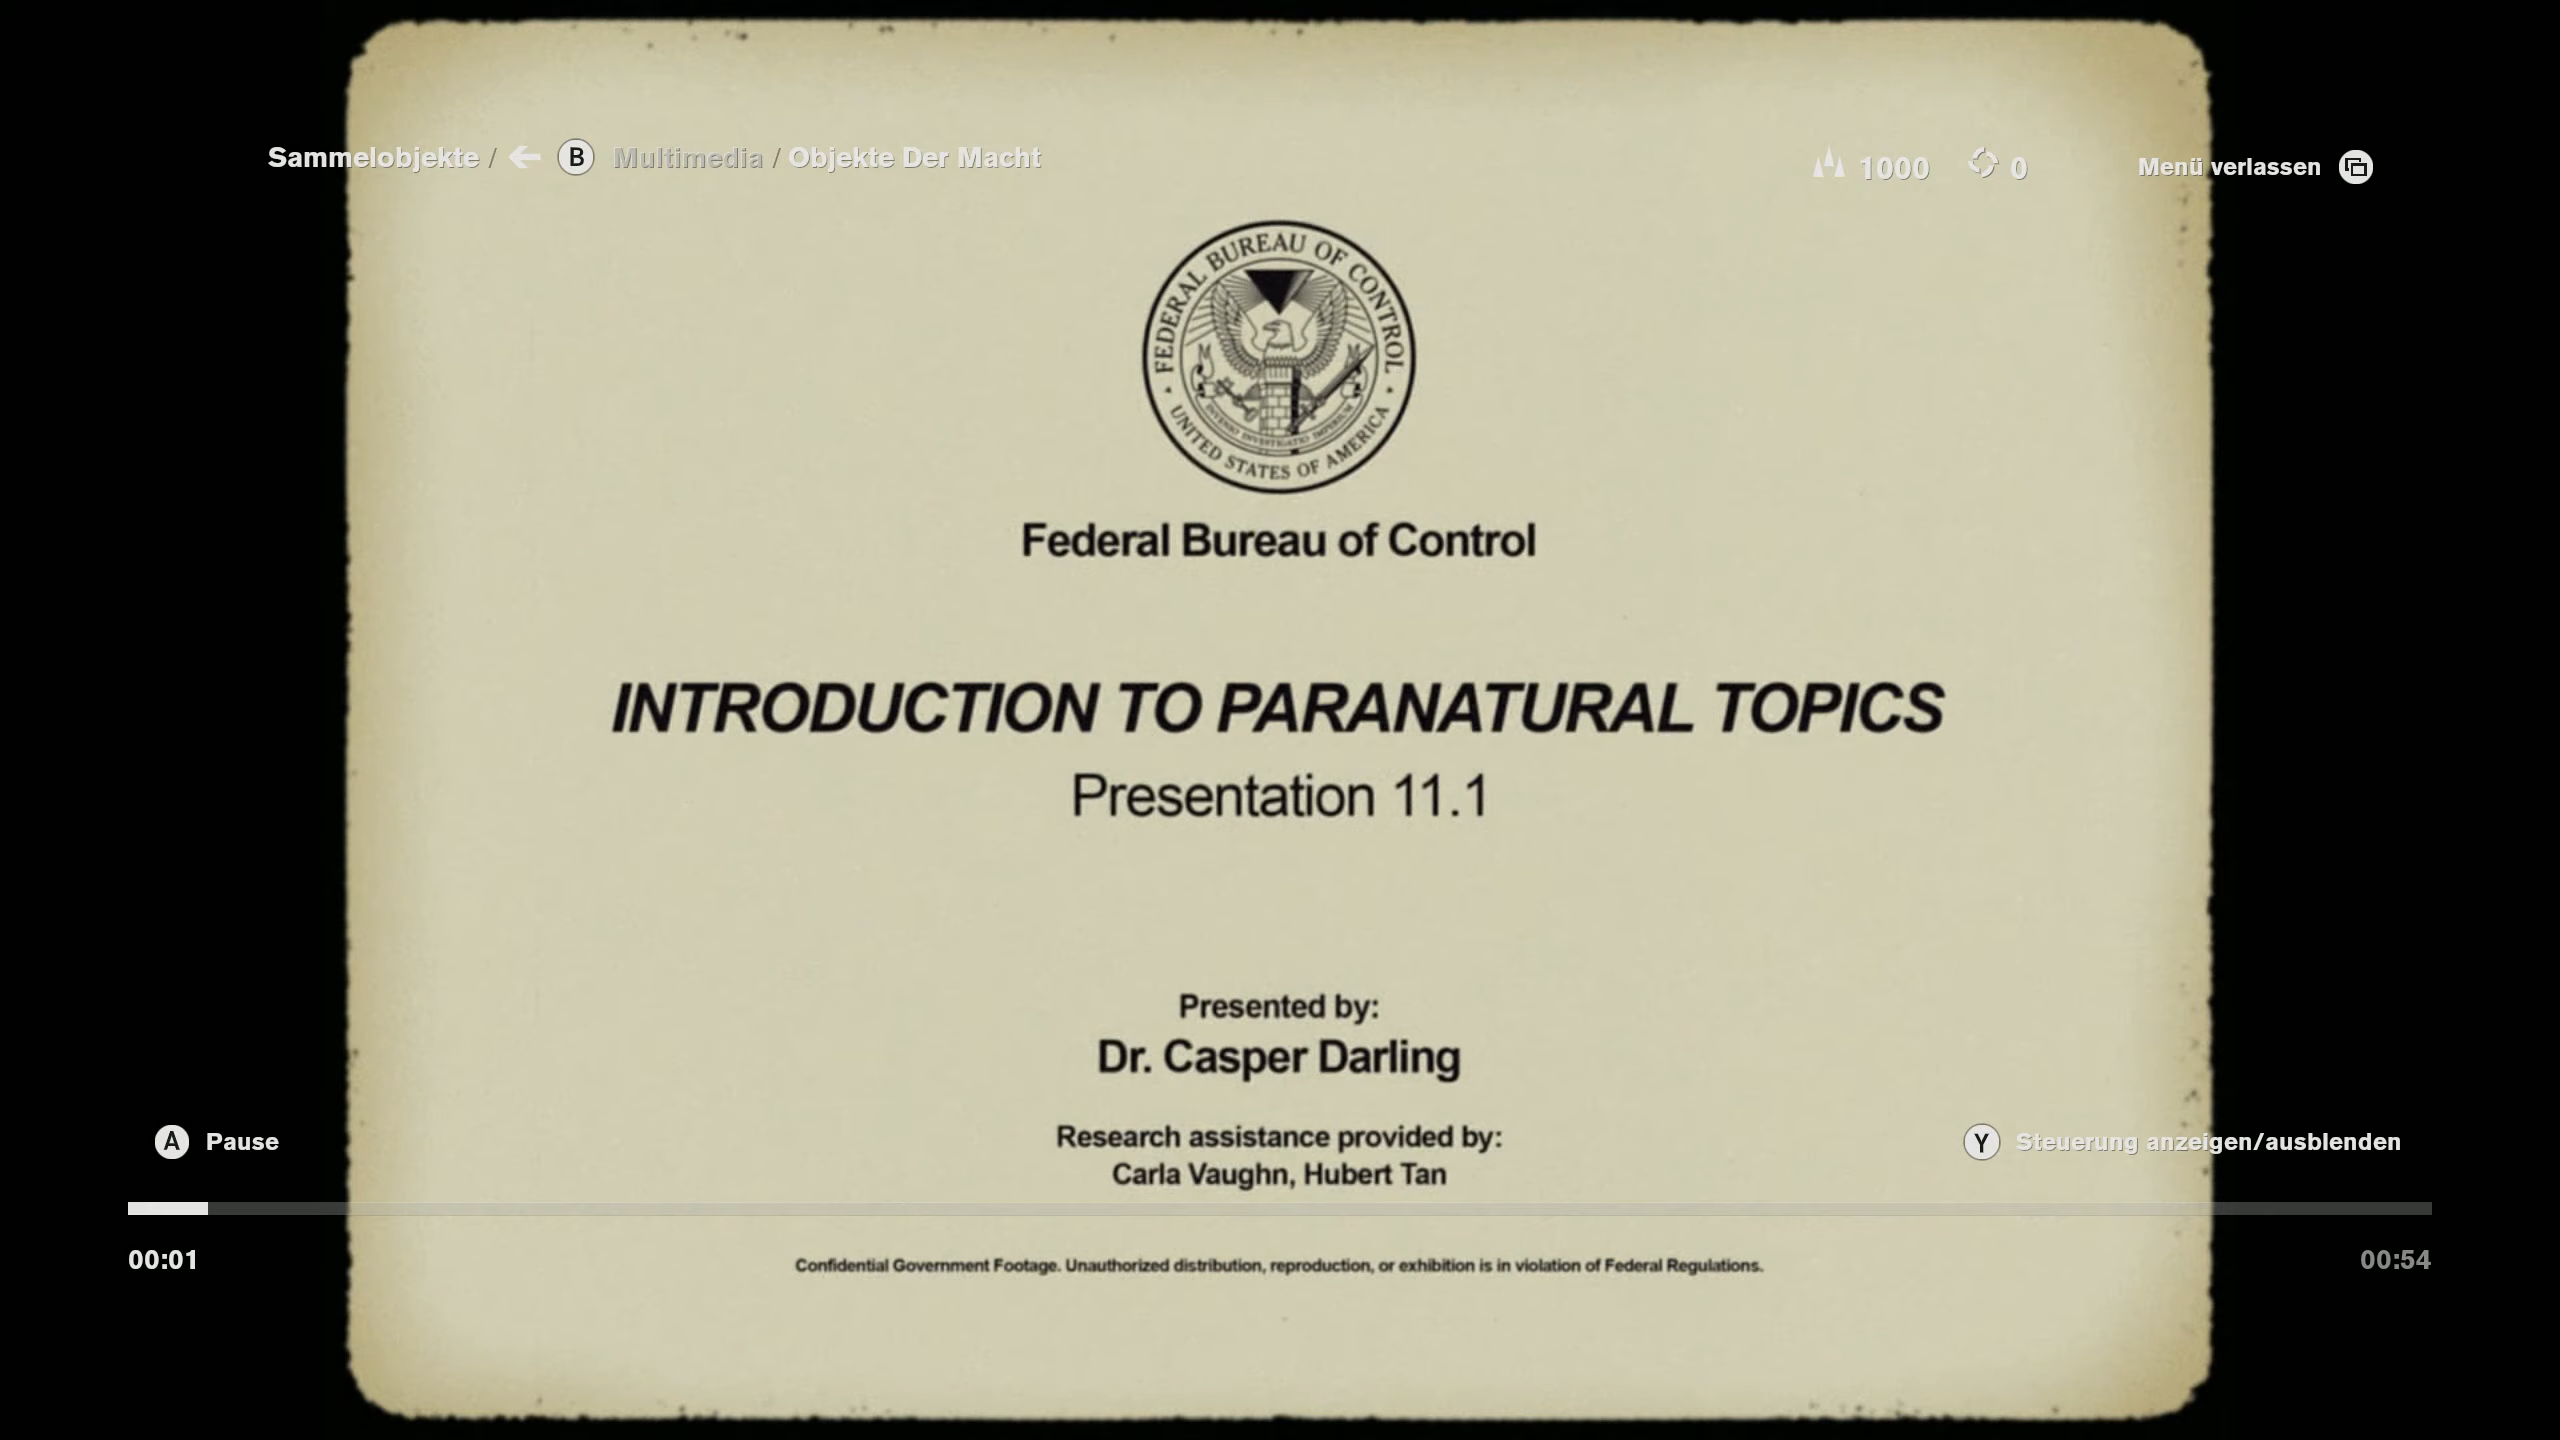 Sammelobjekte / B Multimedia / Objekte Der Macht
1000 0 Menü verlassen
FEDERAL BUREAU OF CONTROL
INVENIO INVESTIGATIO IMPERIUM
UNITED STATES OF AMERICA
Federal Bureau of Control
INTRODUCTION TO PARANATURAL TOPICS
Presentation 11.1
Presented by:
Dr. Casper Darling
Research assistance provided by:
Carla Vaughn, Hubert Tan
A Pause
Y Steuerung anzeigen/ausblenden
00:01
00:54
Confidential Government Footage. Unauthorized distribution, reproduction, or exhibition is in violation of Federal Regulations.